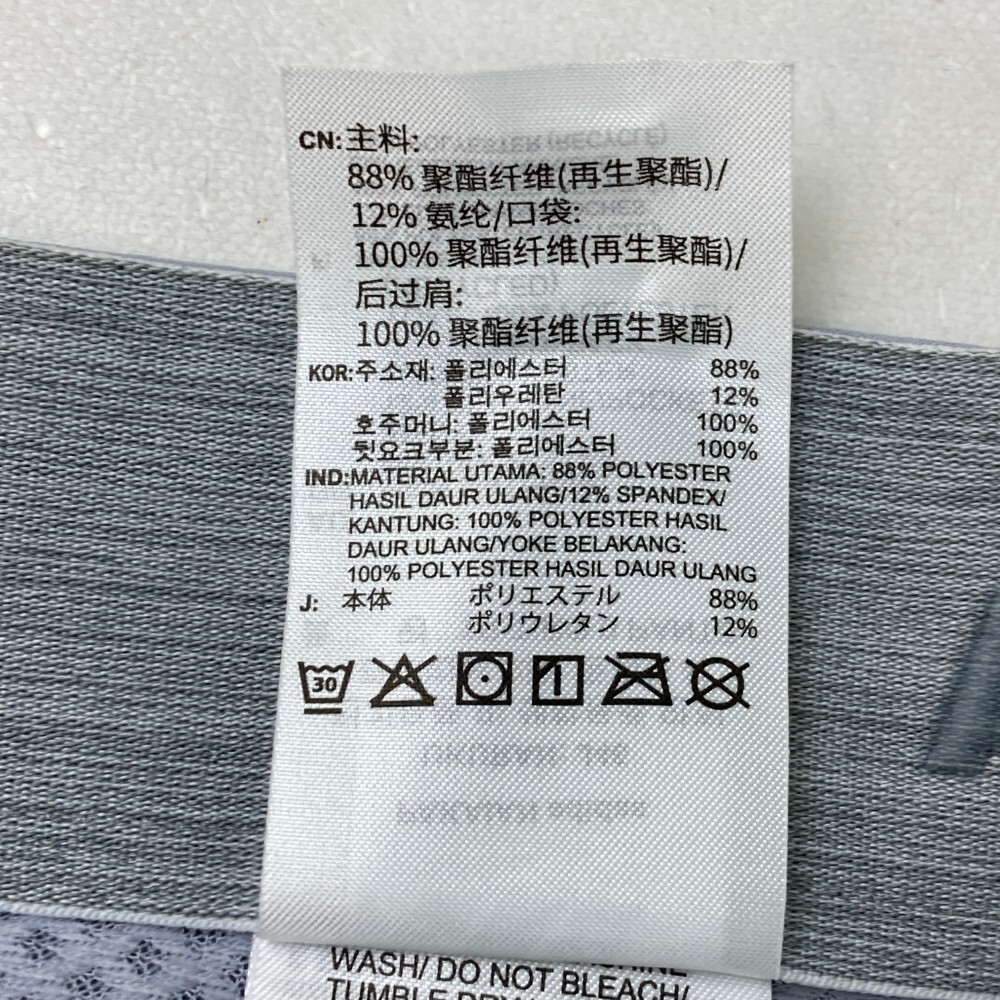 CN:主料:
88% 聚酯纤维(再生聚酯)/
12% 氨纶/口袋:
100% 聚酯纤维(再生聚酯)/
后过肩:
100% 聚酯纤维(再生聚酯)
KOR:주소재: 폴리에스터 88%
폴리우레탄 12%
호주머니: 폴리에스터 100%
뒷요크부분: 폴리에스터 100%
IND:MATERIAL UTAMA: 88% POLYESTER
HASIL DAUR ULANG/12% SPANDEX/
KANTUNG: 100% POLYESTER HASIL
DAUR ULANG/YOKE BELAKANG:
100% POLYESTER HASIL DAUR ULANG
J: 本体 ポリエステル 88%
ポリウレタン 12%
30
WASH/ DO NOT BLEACH/